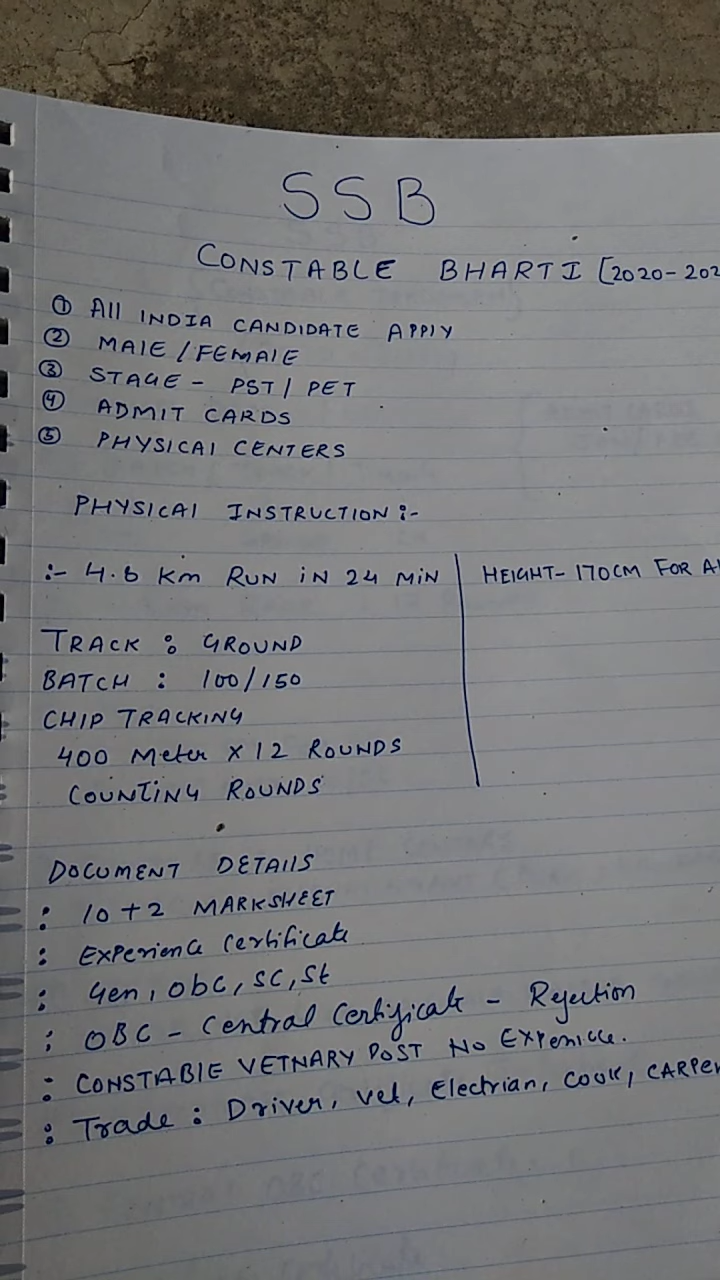 SSB
CONSTABLE BHARTI [2020-202
① All INDIA CANDIDATE APPlY
② MAlE / FEMAlE
③ STAGE - PST / PET
④ ADMIT CARDS
⑤ PHYSICAl CENTERS
PHYSICAl INSTRUCTION :-
:- 4.8 Km RUN iN 24 MiN
HEIGHT- 170CM FOR A
TRACK : GROUND
BATCH : 100/150
CHIP TRACKING
400 Meter X 12 ROUNDS
COUNTiNG ROUNDS
DOCUMENT DETAIlS
: 10+2 MARKSHEET
: Experience Certificate
: Gen, Obc, SC, St
: OBC - Central Certificate - Rejection
: CONSTABlE VETNARY POST NO EXPeniCCe.
: Trade : Driver, vet, Electrian, Cook, CARPEN